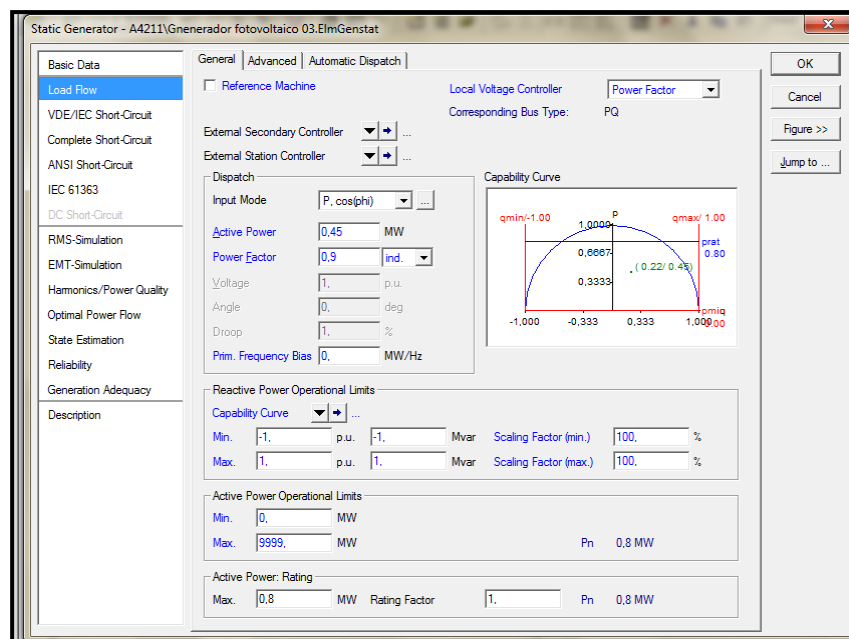 Static Generator - A4211\Gnenerador fotovoltaico 03.ElmGenstat
Basic Data
Load Flow
VDE/IEC Short-Circuit
Complete Short-Circuit
ANSI Short-Circuit
IEC 61363
DC Short-Circuit
RMS-Simulation
EMT-Simulation
Harmonics/Power Quality
Optimal Power Flow
State Estimation
Reliability
Generation Adequacy
Description
General Advanced Automatic Dispatch
Reference Machine
Local Voltage Controller Power Factor
Corresponding Bus Type: PQ
External Secondary Controller ...
External Station Controller ...
Dispatch
Input Mode P, cos(phi) ...
Active Power 0,45 MW
Power Factor 0,9 ind.
Voltage 1, p.u.
Angle 0, deg
Droop 1, %
Prim. Frequency Bias 0, MW/Hz
Capability Curve
qmin/-1.00 p qmax/ 1.00
1,0000
prat
0.80
0,6667
( 0.22/ 0.45)
0,3333
pmiq
0.00
-1,000 -0,333 0,333 1,000
Reactive Power Operational Limits
Capability Curve ...
Min. -1, p.u. -1, Mvar Scaling Factor (min.) 100, %
Max. 1, p.u. 1, Mvar Scaling Factor (max.) 100, %
Active Power Operational Limits
Min. 0, MW
Max. 9999, MW Pn 0,8 MW
Active Power: Rating
Max. 0,8 MW Rating Factor 1, Pn 0,8 MW
OK
Cancel
Figure >>
Jump to ...